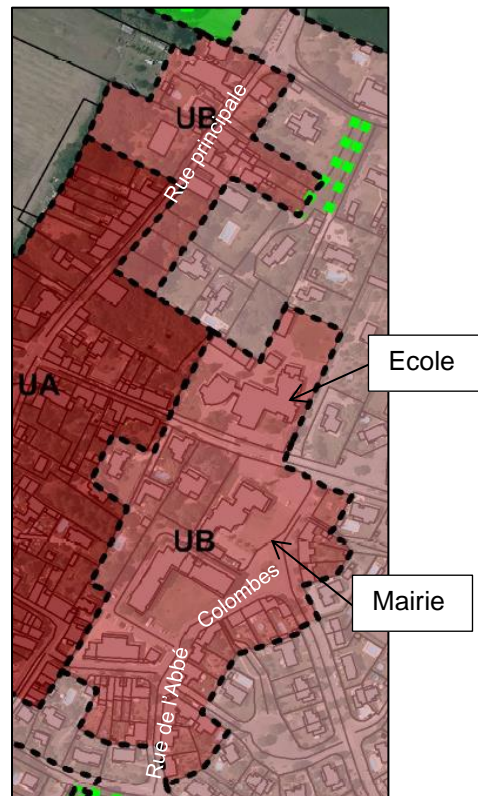 UB
Rue principale
Ecole
UA
UB
Colombes
Mairie
Rue de l'Abbé